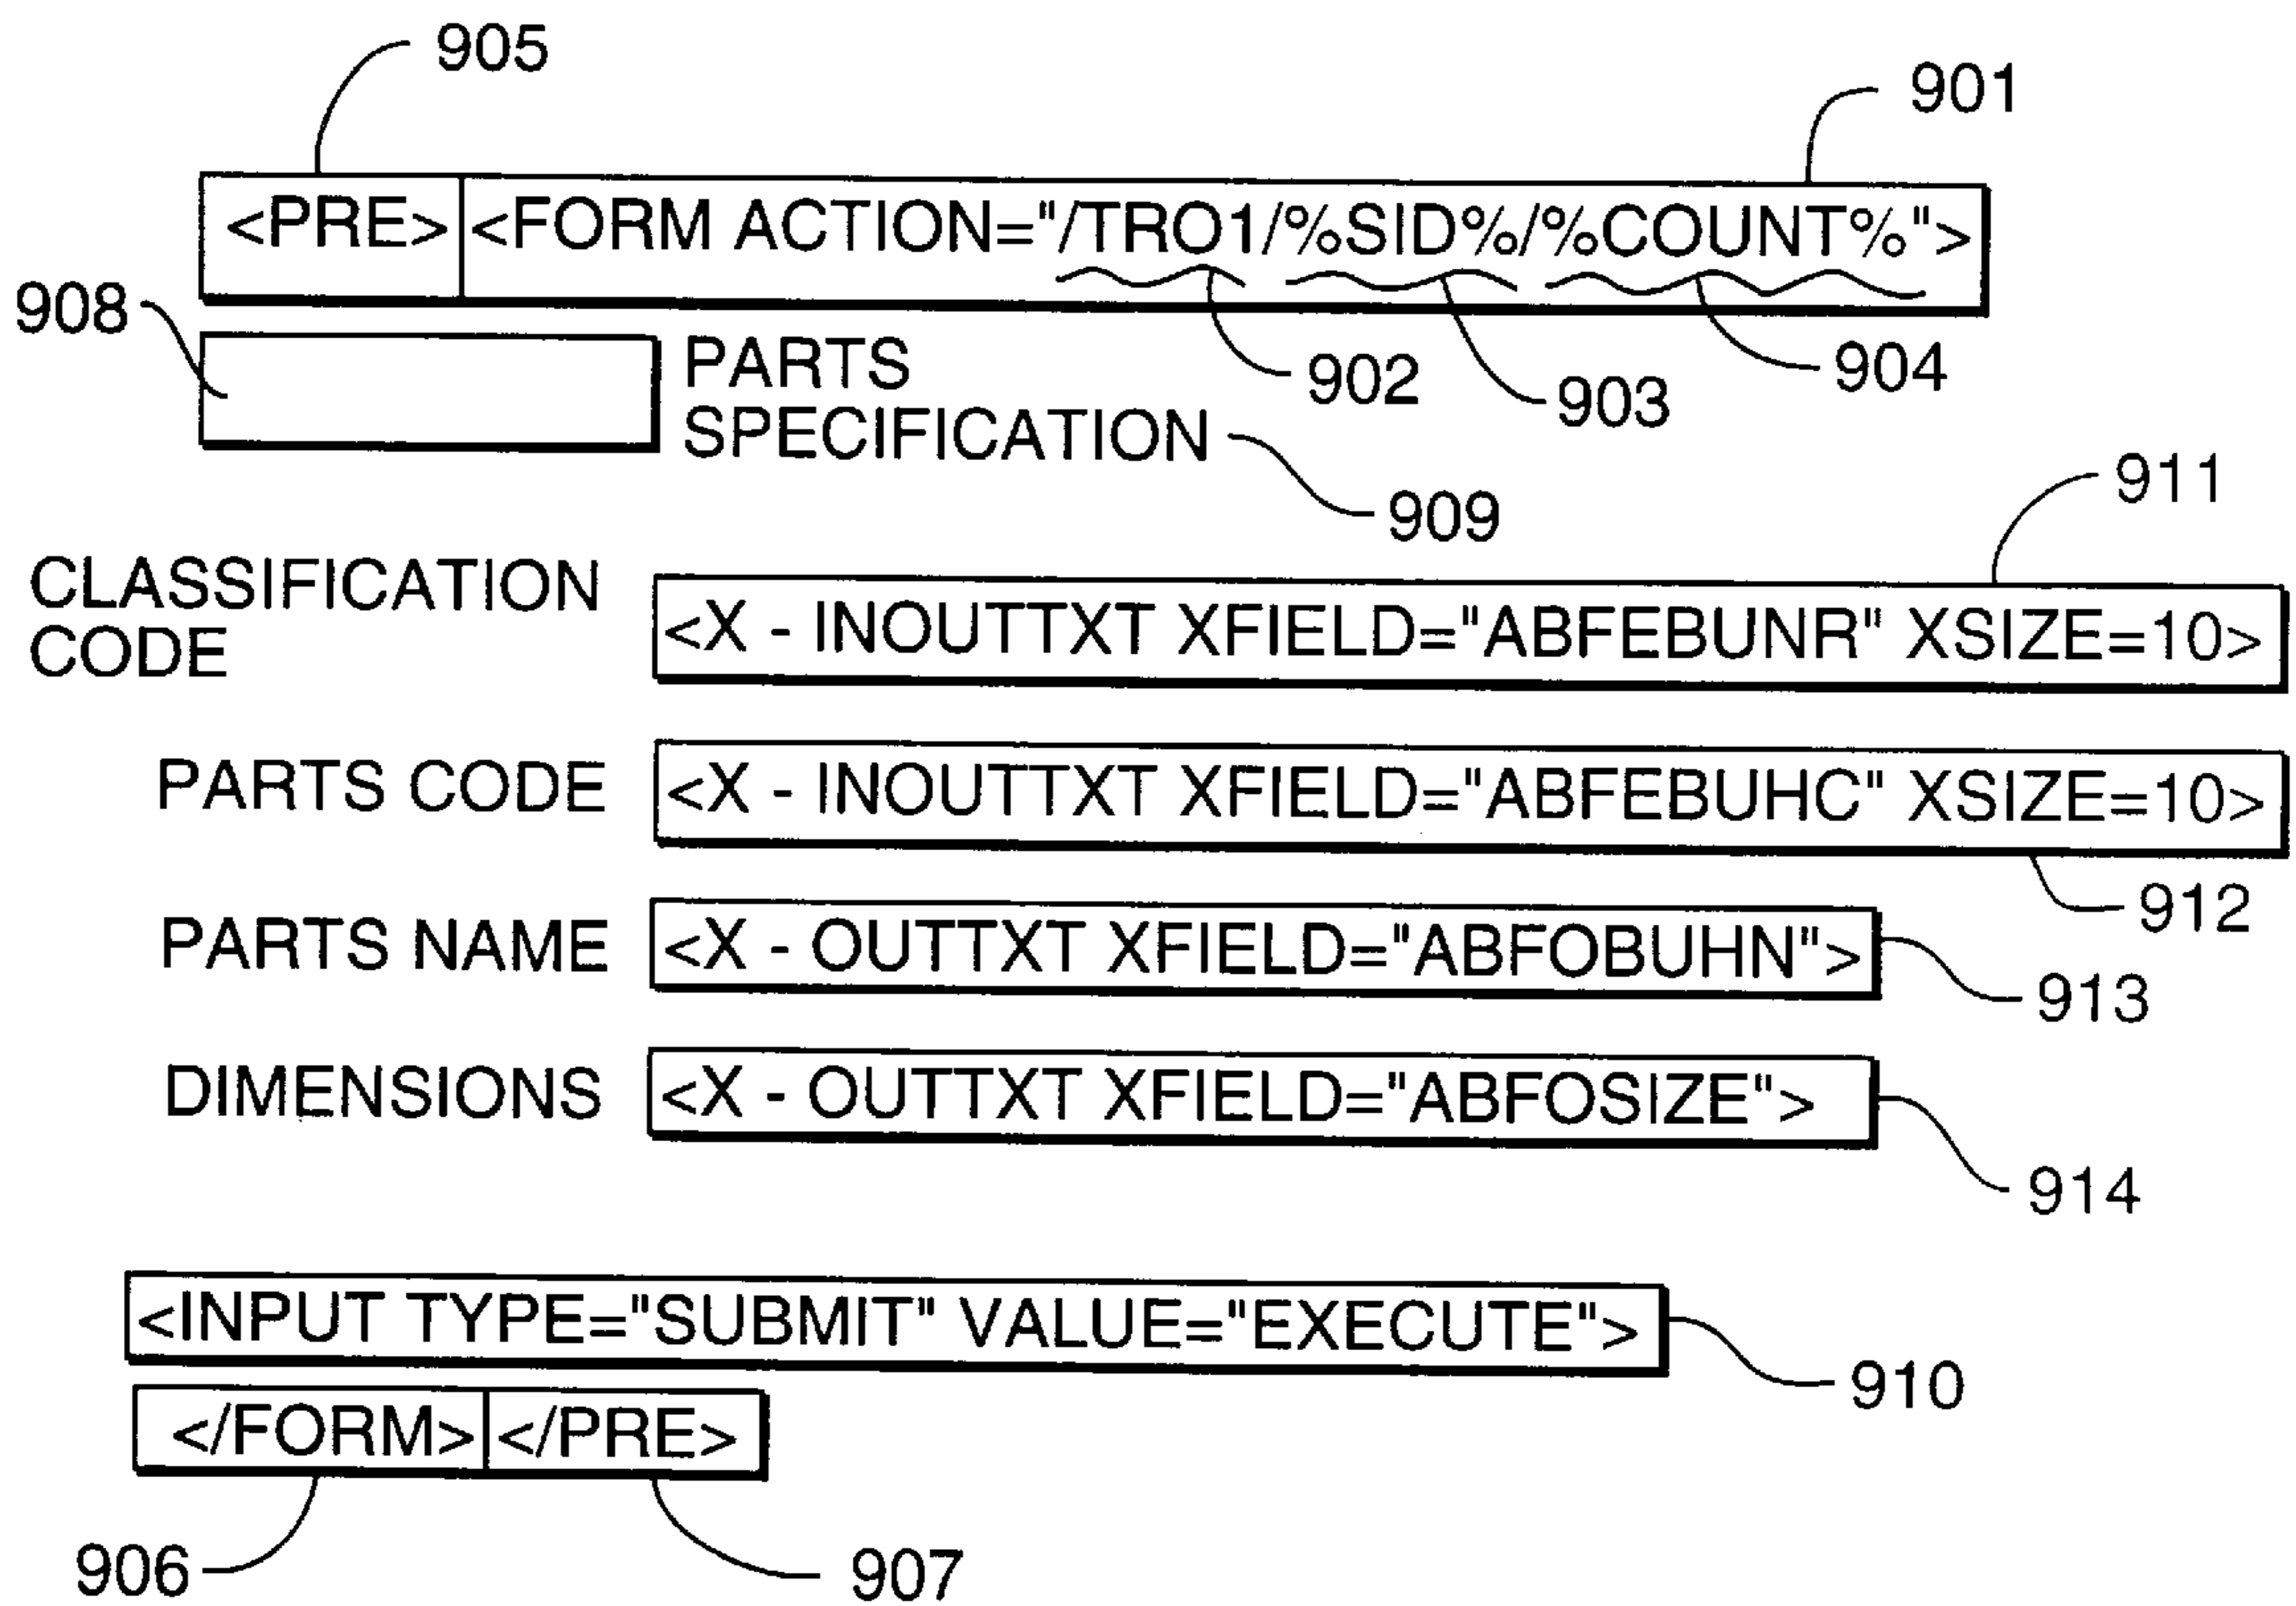 905
901
<PRE> <FORM ACTION="/TRO1/%SID%/%COUNT%">
908
PARTS
SPECIFICATION
902
903
904
909
911
CLASSIFICATION
CODE
<X - INOUTTXT XFIELD="ABFEBUNR" XSIZE=10>
PARTS CODE <X - INOUTTXT XFIELD="ABFEBUHC" XSIZE=10>
912
PARTS NAME <X - OUTTXT XFIELD="ABFOBUHN">
913
DIMENSIONS <X - OUTTXT XFIELD="ABFOSIZE">
914
<INPUT TYPE="SUBMIT" VALUE="EXECUTE">
910
</FORM> </PRE>
906
907